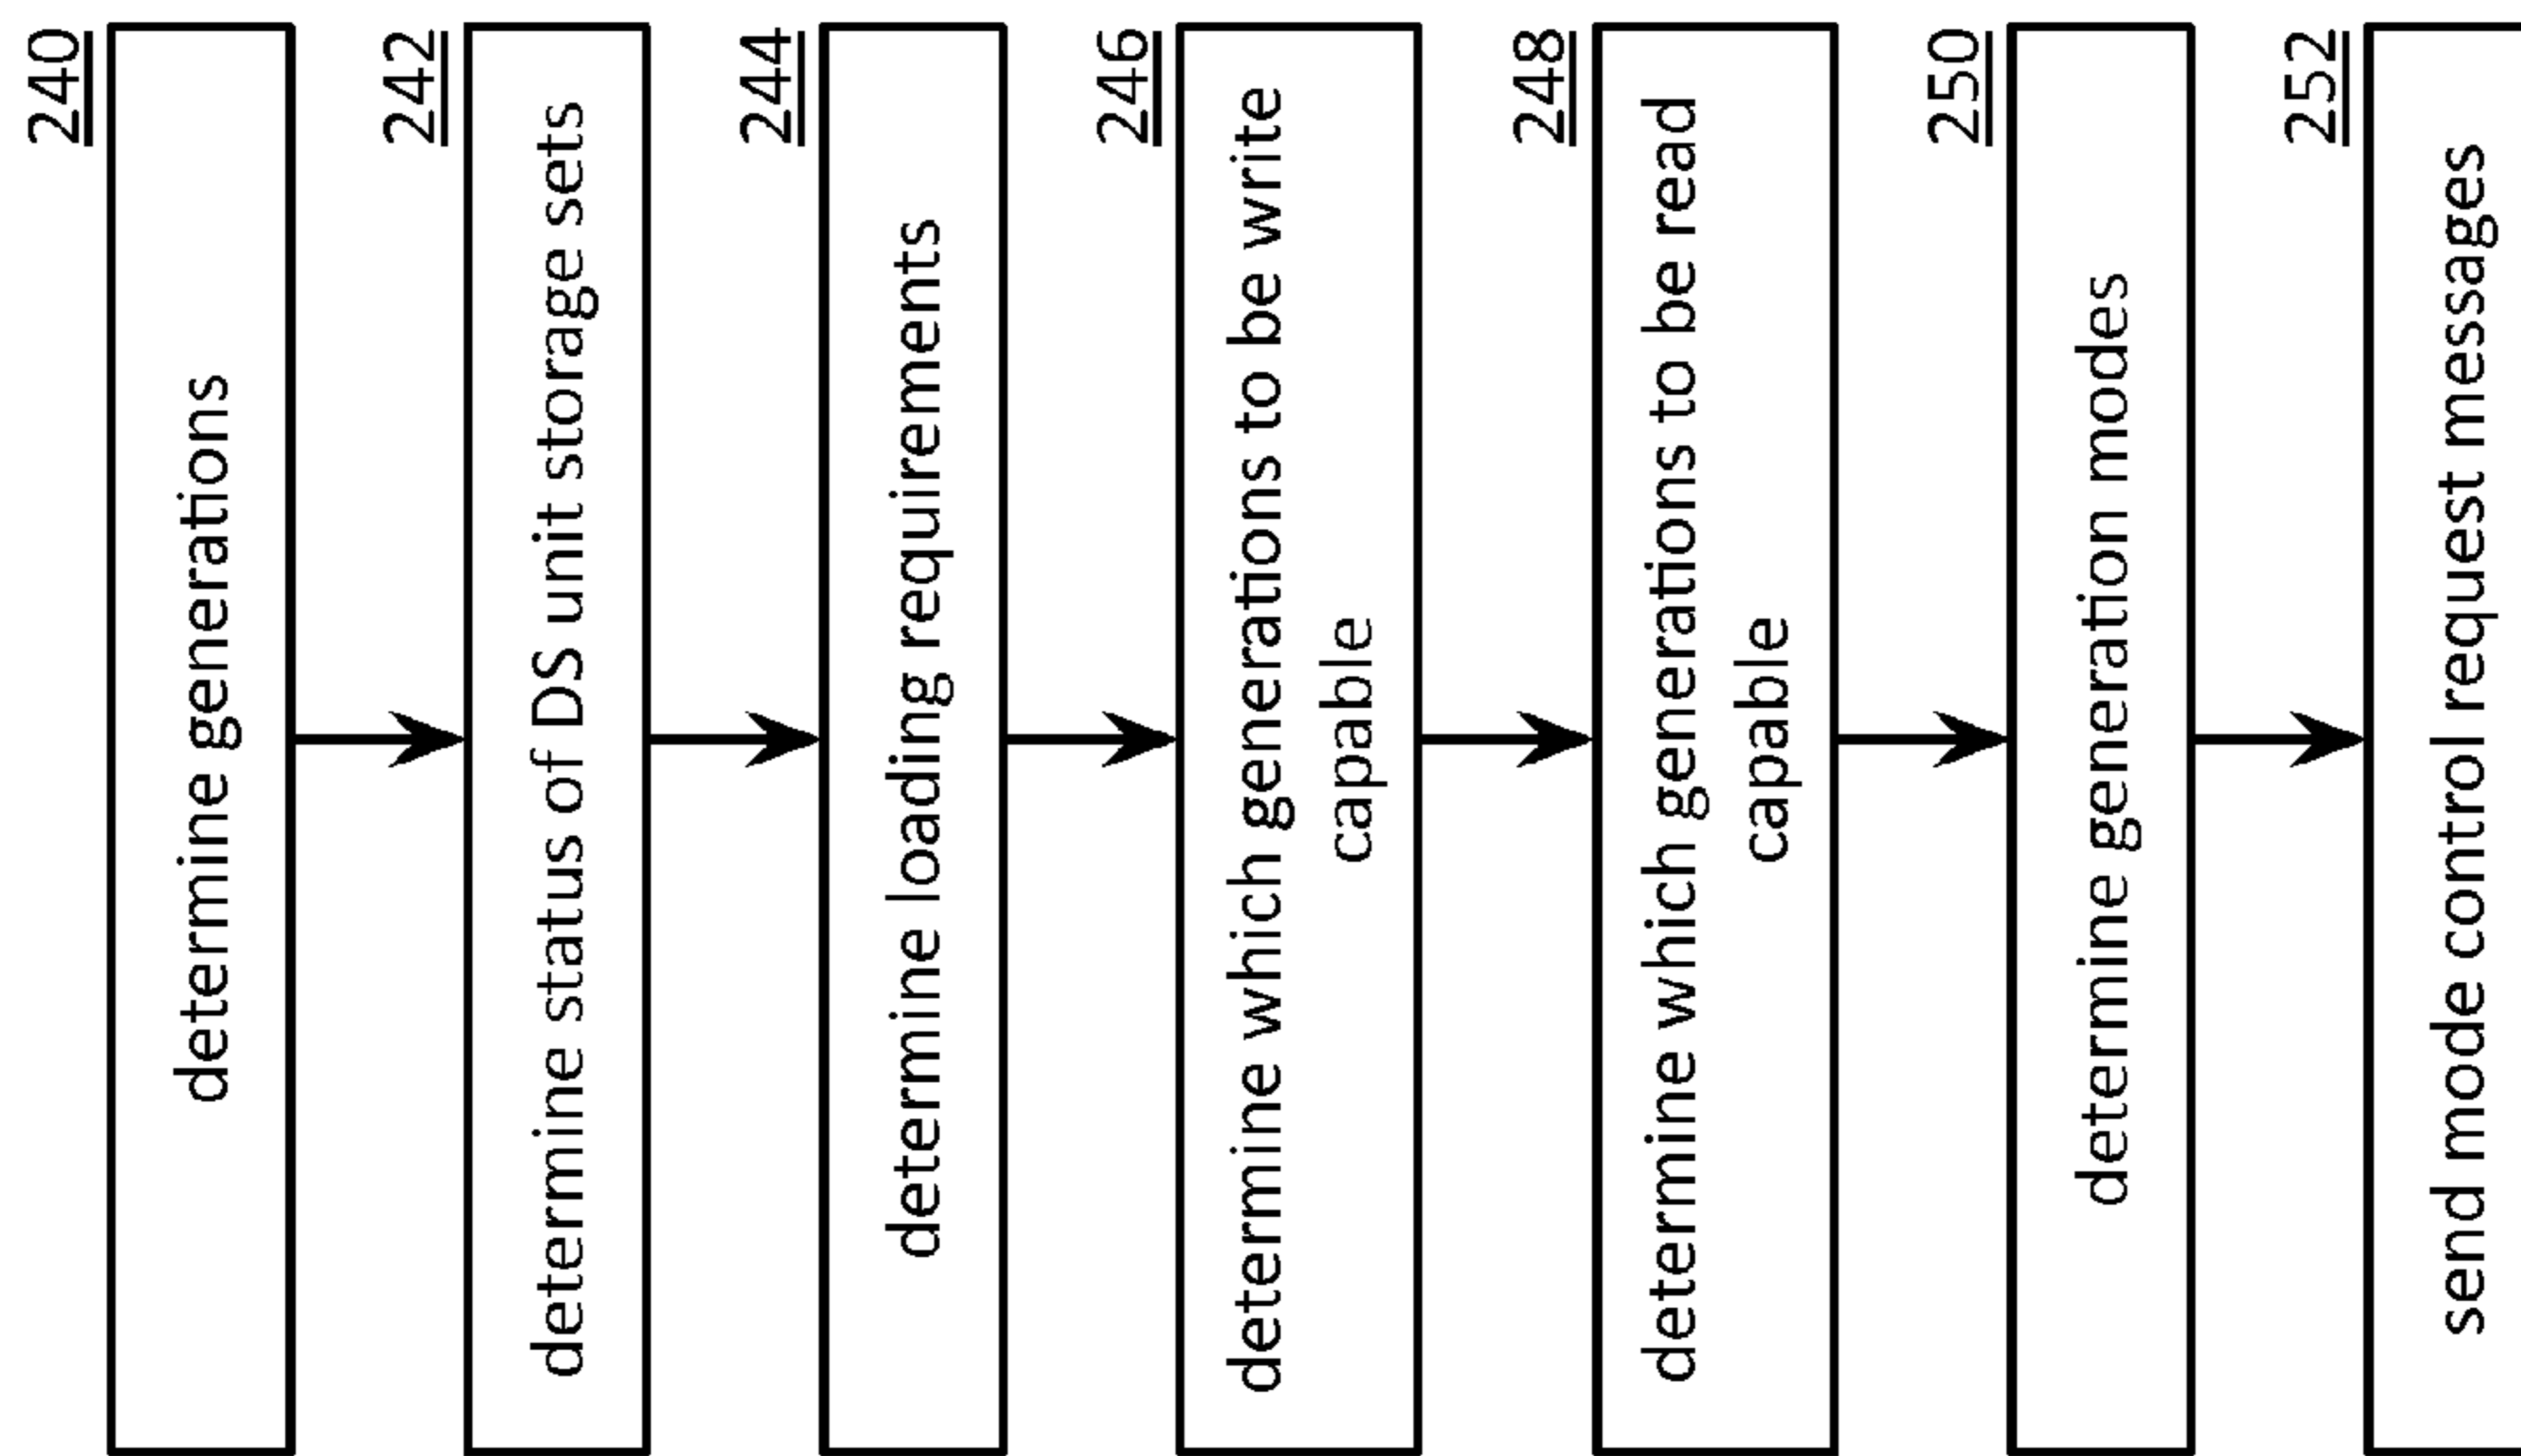 240
determine generations
242
determine status of DS unit storage sets
244
determine loading requirements
246
determine which generations to be write
capable
248
determine which generations to be read
capable
250
determine generation modes
252
send mode control request messages